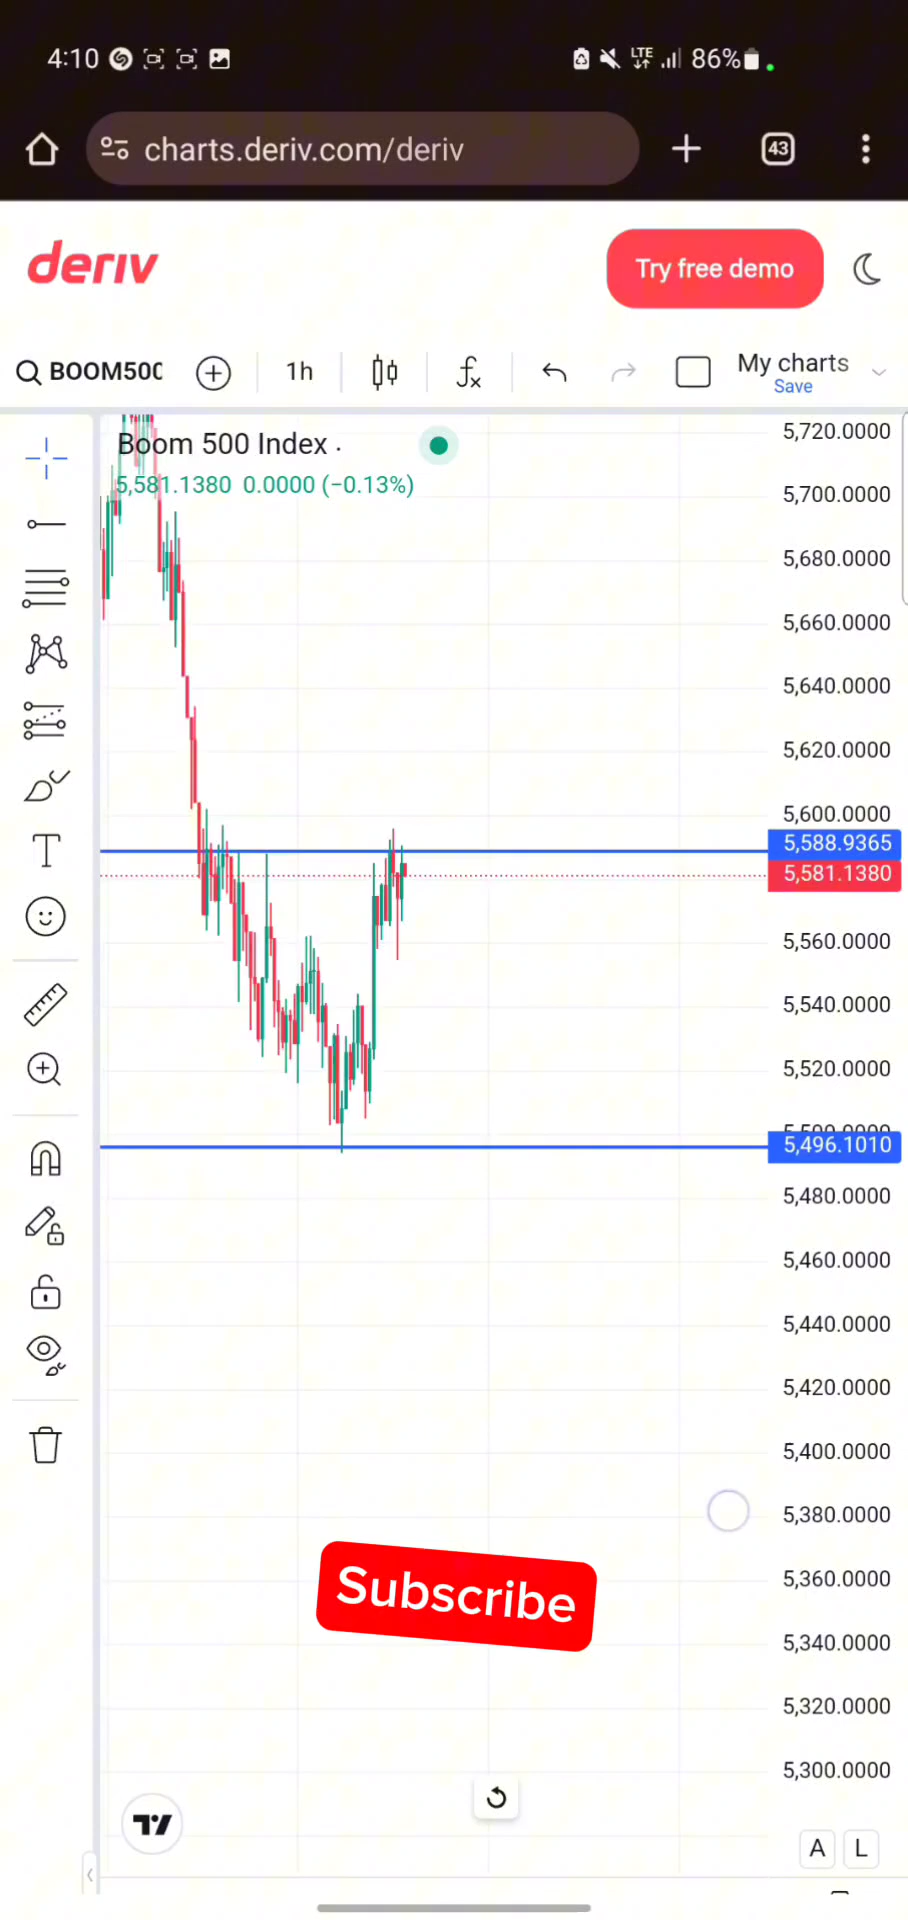 4:10 LTE 86%
charts.deriv.com/deriv 43
deriv Try free demo
BOOM500 1h My charts
Save
Boom 500 Index ·
5,581.1380 0.0000 (−0.13%)
5,720.0000
5,700.0000
5,680.0000
5,660.0000
5,640.0000
5,620.0000
5,600.0000
5,588.9365
5,581.1380
5,560.0000
5,540.0000
5,520.0000
5,500.0000
5,496.1010
5,480.0000
5,460.0000
5,440.0000
5,420.0000
5,400.0000
5,380.0000
5,360.0000
5,340.0000
5,320.0000
5,300.0000
Subscribe
A L